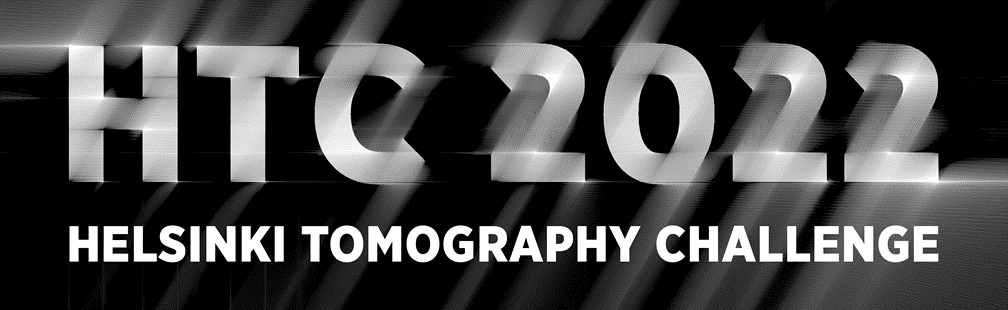 HTC 2022
HELSINKI TOMOGRAPHY CHALLENGE